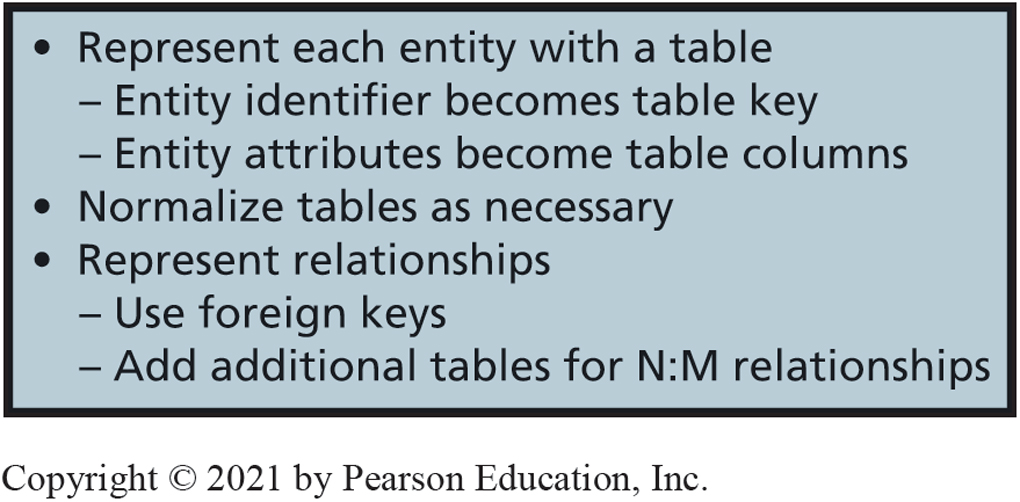 • Represent each entity with a table
– Entity identifier becomes table key
– Entity attributes become table columns
• Normalize tables as necessary
• Represent relationships
– Use foreign keys
– Add additional tables for N:M relationships
Copyright © 2021 by Pearson Education, Inc.